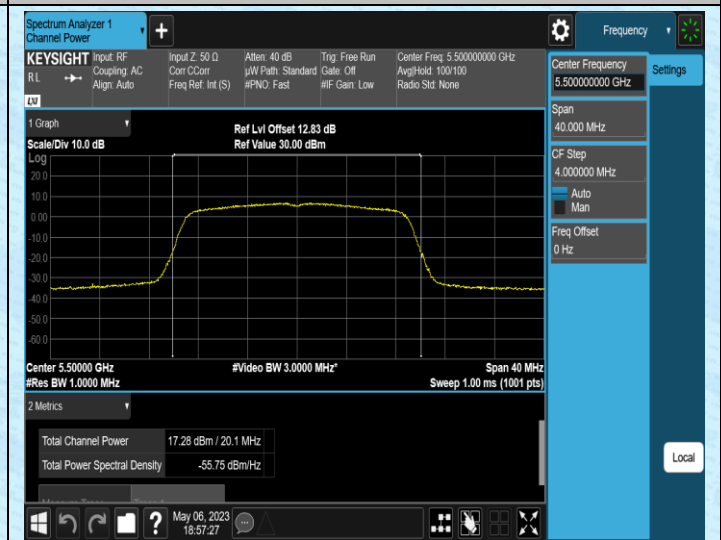 Spectrum Analyzer 1
Channel Power
+
Frequency
KEYSIGHT
RL
LXI
Input: RF
Coupling: AC
Align: Auto
Input Z: 50 Ω
Corr CCorr
Freq Ref: Int (S)
Atten: 40 dB
µW Path: Standard
#PNO: Fast
Trig: Free Run
Gate: Off
#IF Gain: Low
Center Freq: 5.500000000 GHz
Avg|Hold: 100/100
Radio Std: None
Center Frequency
5.500000000 GHz
Settings
Span
40.000 MHz
CF Step
4.000000 MHz
Auto
Man
Freq Offset
0 Hz
1 Graph
Scale/Div 10.0 dB
Ref Lvl Offset 12.83 dB
Ref Value 30.00 dBm
Log
20.0
10.0
0.00
-10.0
-20.0
-30.0
-40.0
-50.0
-60.0
Center 5.50000 GHz
#Res BW 1.0000 MHz
#Video BW 3.0000 MHz*
Span 40 MHz
Sweep 1.00 ms (1001 pts)
2 Metrics
Total Channel Power 17.28 dBm / 20.1 MHz
Total Power Spectral Density -55.75 dBm/Hz
Local
?
May 06, 2023
18:57:27